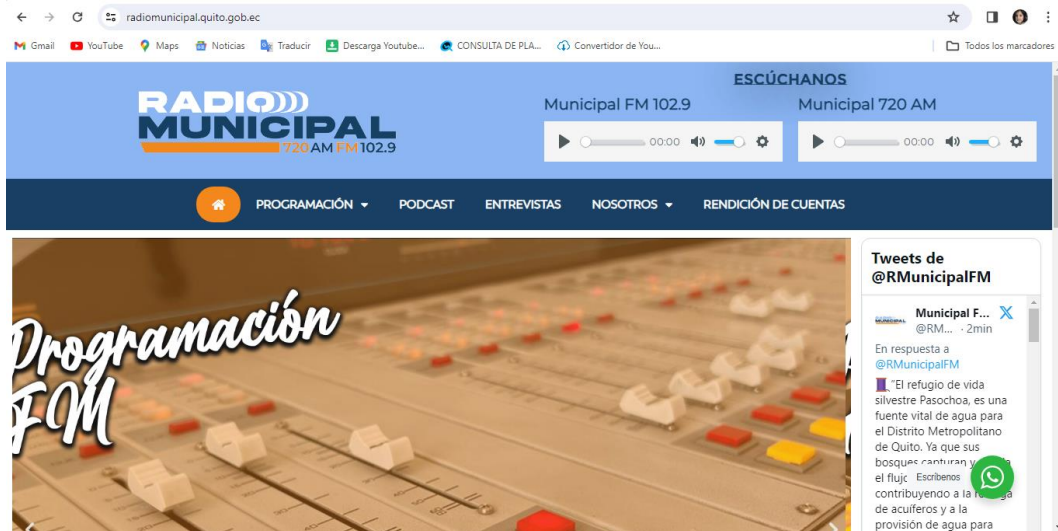 radiomunicipal.quito.gob.ec
Gmail YouTube Maps Noticias Traducir Descarga Youtube... CONSULTA DE PLA... Convertidor de You... Todos los marcadores
RADIO
MUNICIPAL
720 AM FM 102.9
ESCÚCHANOS
Municipal FM 102.9 Municipal 720 AM
00:00 00:00
PROGRAMACIÓN PODCAST ENTREVISTAS NOSOTROS RENDICIÓN DE CUENTAS
Programación
FM
Tweets de
@RMunicipalFM
Municipal F...
@RM... · 2min
En respuesta a
@RMunicipalFM
"El refugio de vida
silvestre Pasochoa, es una
fuente vital de agua para
el Distrito Metropolitano
de Quito. Ya que sus
bosques capturan y
el flujo
Escríbenos
contribuyendo a la
de acuíferos y a la
provisión de agua para